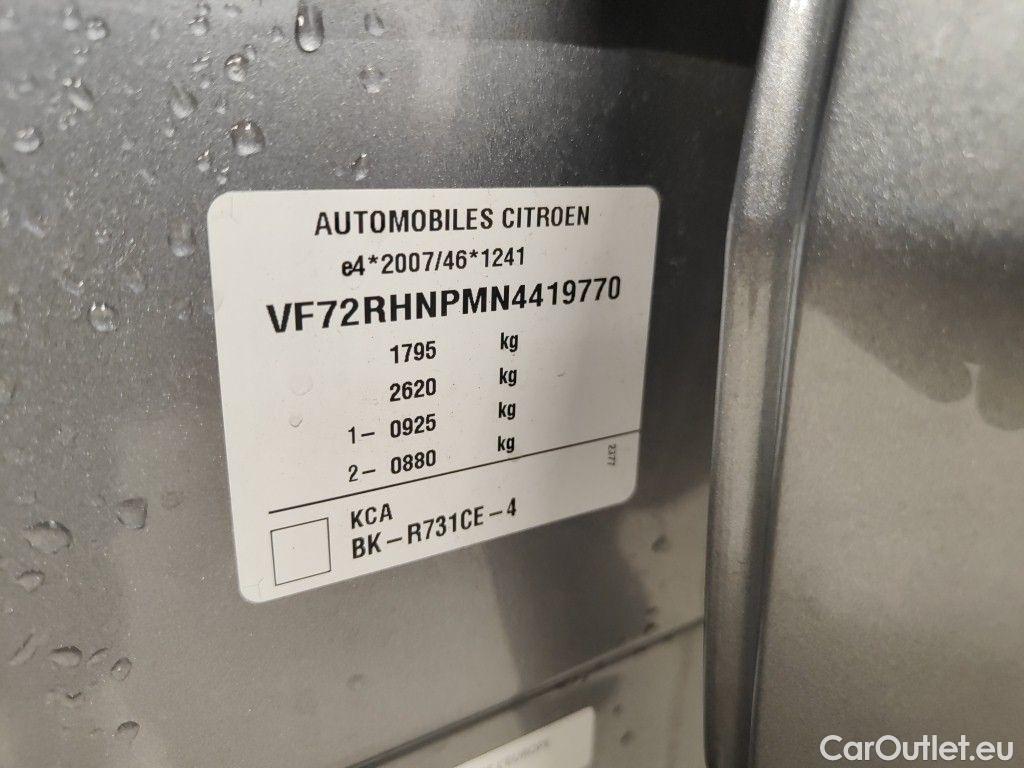 AUTOMOBILES CITROEN
e4*2007/46*1241
VF72RHNPMN4419770
1795 kg
2620 kg
1- 0925 kg
2- 0880 kg
2377
KCA
BK-R731CE-4
CarOutlet.eu